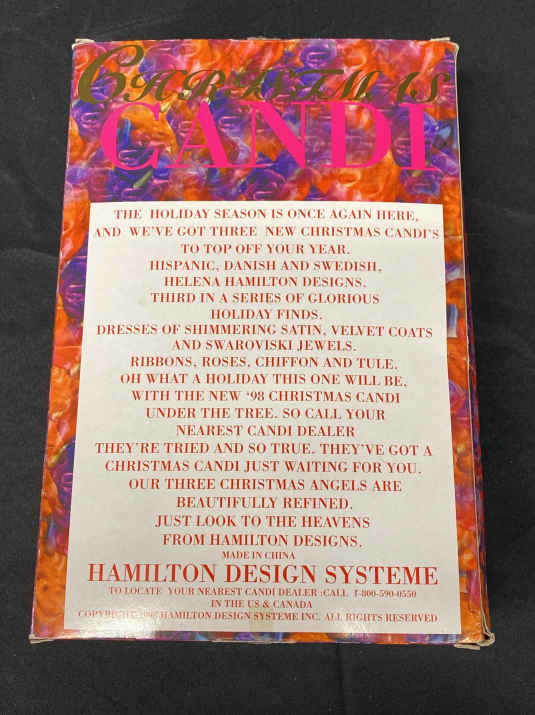 CHRISTMAS
CANDI
THE HOLIDAY SEASON IS ONCE AGAIN HERE,
AND WE'VE GOT THREE NEW CHRISTMAS CANDI'S
TO TOP OFF YOUR YEAR.
HISPANIC, DANISH AND SWEDISH,
HELENA HAMILTON DESIGNS.
THIRD IN A SERIES OF GLORIOUS
HOLIDAY FINDS.
DRESSES OF SHIMMERING SATIN, VELVET COATS
AND SWAROVISKI JEWELS.
RIBBONS, ROSES, CHIFFON AND TULE.
OH WHAT A HOLIDAY THIS ONE WILL BE,
WITH THE NEW '98 CHRISTMAS CANDI
UNDER THE TREE. SO CALL YOUR
NEAREST CANDI DEALER
THEY'RE TRIED AND SO TRUE. THEY'VE GOT A
CHRISTMAS CANDI JUST WAITING FOR YOU.
OUR THREE CHRISTMAS ANGELS ARE
BEAUTIFULLY REFINED.
JUST LOOK TO THE HEAVENS
FROM HAMILTON DESIGNS.
MADE IN CHINA
HAMILTON DESIGN SYSTEME
TO LOCATE YOUR NEAREST CANDI DEALER :CALL 1-800-590-0550
IN THE US & CANADA
COPYRIGHT HAMILTON DESIGN SYSTEME INC. ALL RIGHTS RESERVED